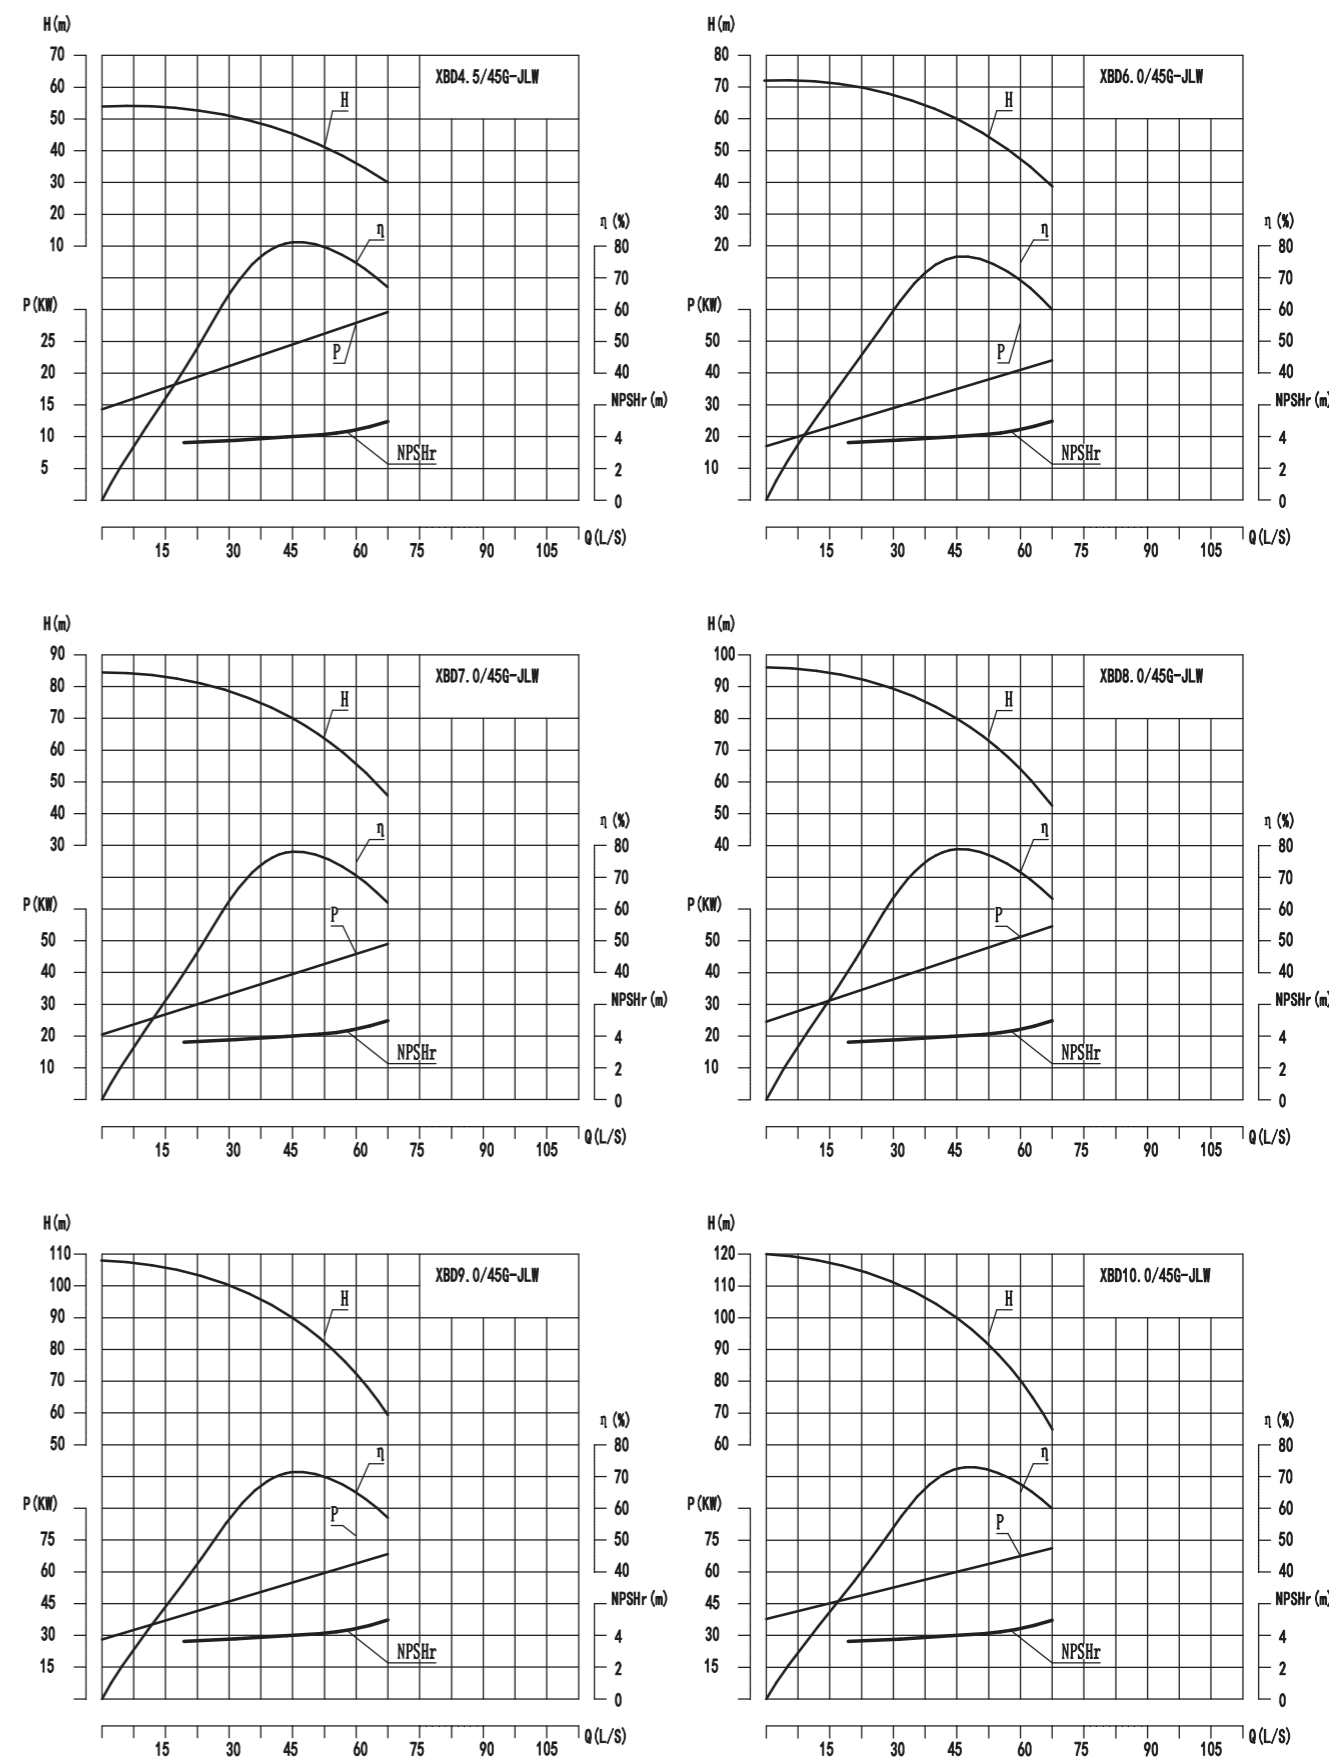 H(m)
70
60
50
40
30
20
10
XBD4.5/45G-JLW
H
η
P
NPSHr
P(KW)
25
20
15
10
5
η(%)
80
70
60
50
40
NPSHr(m)
4
2
0
15 30 45 60 75 90 105 Q(L/S)
H(m)
80
70
60
50
40
30
20
XBD6.0/45G-JLW
H
η
P
NPSHr
P(KW)
50
40
30
20
10
η(%)
80
70
60
50
40
NPSHr(m)
4
2
0
15 30 45 60 75 90 105 Q(L/S)
H(m)
90
80
70
60
50
40
30
XBD7.0/45G-JLW
H
η
P
NPSHr
P(KW)
50
40
30
20
10
η(%)
80
70
60
50
40
NPSHr(m)
4
2
0
15 30 45 60 75 90 105 Q(L/S)
H(m)
100
90
80
70
60
50
40
XBD8.0/45G-JLW
H
η
P
NPSHr
P(KW)
50
40
30
20
10
η(%)
80
70
60
50
40
NPSHr(m)
4
2
0
15 30 45 60 75 90 105 Q(L/S)
H(m)
110
100
90
80
70
60
50
XBD9.0/45G-JLW
H
η
P
NPSHr
P(KW)
75
60
45
30
15
η(%)
80
70
60
50
40
NPSHr(m)
4
2
0
15 30 45 60 75 90 105 Q(L/S)
H(m)
120
110
100
90
80
70
60
XBD10.0/45G-JLW
H
η
P
NPSHr
P(KW)
75
60
45
30
15
η(%)
80
70
60
50
40
NPSHr(m)
4
2
0
15 30 45 60 75 90 105 Q(L/S)